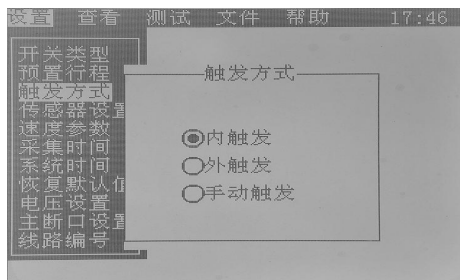 设置 查看 测试 文件 帮助 17:46
开关类型
预置行程
触发方式
传感器设置
速度参数
采集时间
系统时间
恢复默认值
电压设置
主断口设置
线路编号
触发方式
内触发
外触发
手动触发